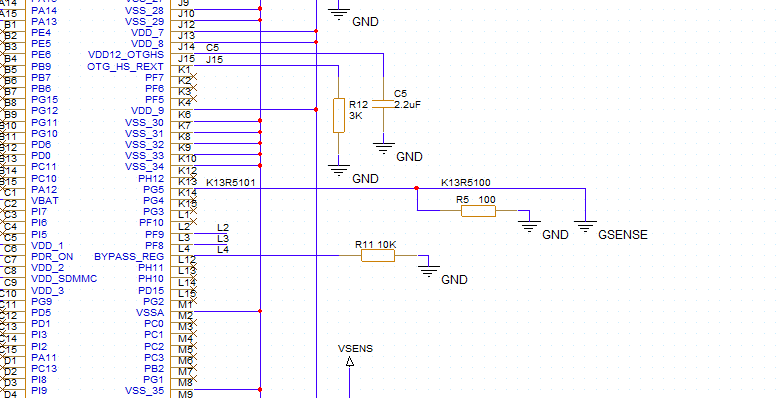 A14
A15
B1
B2
B3
B4
B5
B6
B7
B8
B9
B10
B11
B12
B13
B14
B15
C1
C2
C3
C4
C5
C6
C7
C8
C9
C10
C11
C12
C13
C14
C15
D1
D2
D3
D4
PA14
PA13
PE4
PE5
PE6
PB9
PB7
PB6
PG15
PG12
PG11
PG10
PD6
PD0
PC11
PC10
PA12
VBAT
PI7
PI6
PI5
VDD_1
PDR_ON
VDD_2
VDD_SDMMC
VDD_3
PG9
PD5
PD1
PI3
PI2
PA11
PC13
PI8
PI9
VSS_28
VSS_29
VDD_7
VDD_8
VDD12_OTGHS
OTG_HS_REXT
PF7
PF6
PF5
VDD_9
VSS_30
VSS_31
VSS_32
VSS_33
VSS_34
PH12
PG5
PG4
PG3
PF10
PF9
PF8
BYPASS_REG
PH11
PH10
PD15
PG2
VSSA
PC0
PC1
PC2
PC3
PB2
PG1
VSS_35
J9
J10
J12
J13
J14
J15
K1
K2
K3
K4
K6
K7
K8
K9
K10
K12
K13
K14
K15
L1
L2
L3
L4
L12
L13
L14
L15
M1
M2
M3
M4
M5
M6
M7
M8
M9
C5
J15
K13R5101
L2
L3
L4
GND
R12
3K
GND
C5
2.2uF
GND
K13R5100
R5 100
GND
GSENSE
R11 10K
GND
VSENS